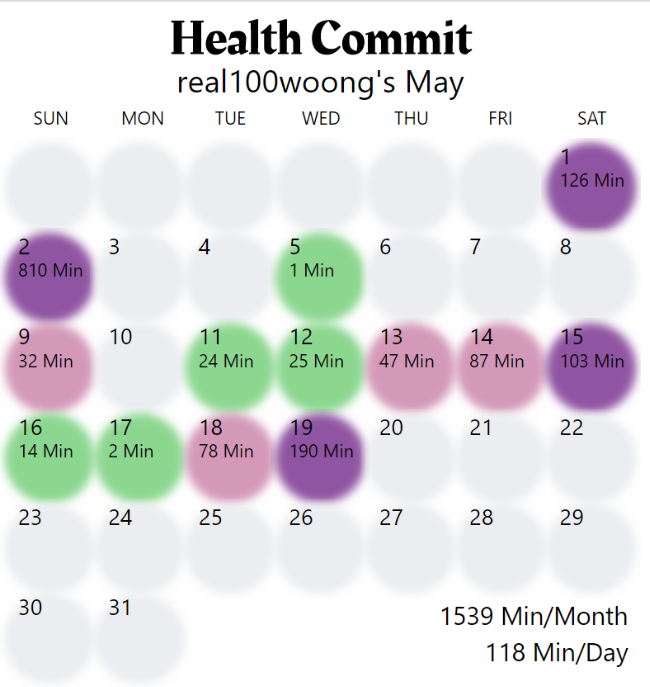 Health Commit
real100woong's May
SUN MON TUE WED THU FRI SAT
1
126 Min
2 3 4 5 6 7 8
810 Min 1 Min
9 10 11 12 13 14 15
32 Min 24 Min 25 Min 47 Min 87 Min 103 Min
16 17 18 19 20 21 22
14 Min 2 Min 78 Min 190 Min
23 24 25 26 27 28 29
30 31
1539 Min/Month
118 Min/Day